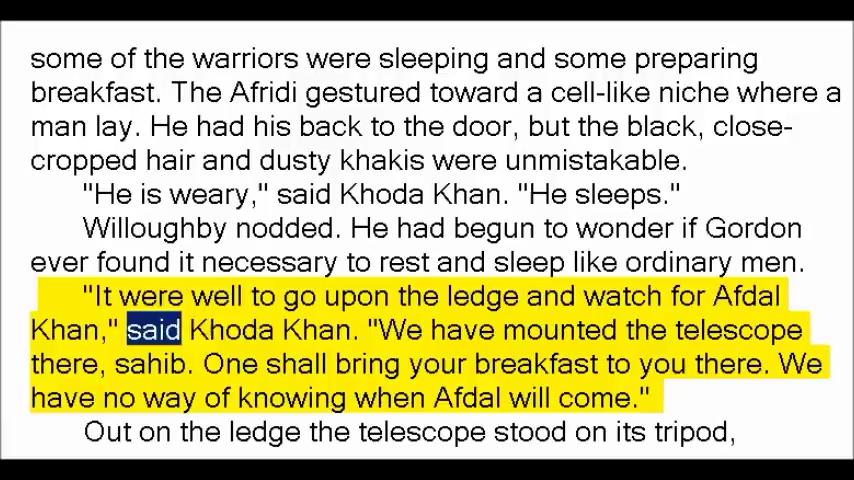 some of the warriors were sleeping and some preparing
breakfast. The Afridi gestured toward a cell-like niche where a
man lay. He had his back to the door, but the black, close-
cropped hair and dusty khakis were unmistakable.
"He is weary," said Khoda Khan. "He sleeps."
Willoughby nodded. He had begun to wonder if Gordon
ever found it necessary to rest and sleep like ordinary men.
"It were well to go upon the ledge and watch for Afdal
Khan," said Khoda Khan. "We have mounted the telescope
there, sahib. One shall bring your breakfast to you there. We
have no way of knowing when Afdal will come."
Out on the ledge the telescope stood on its tripod,